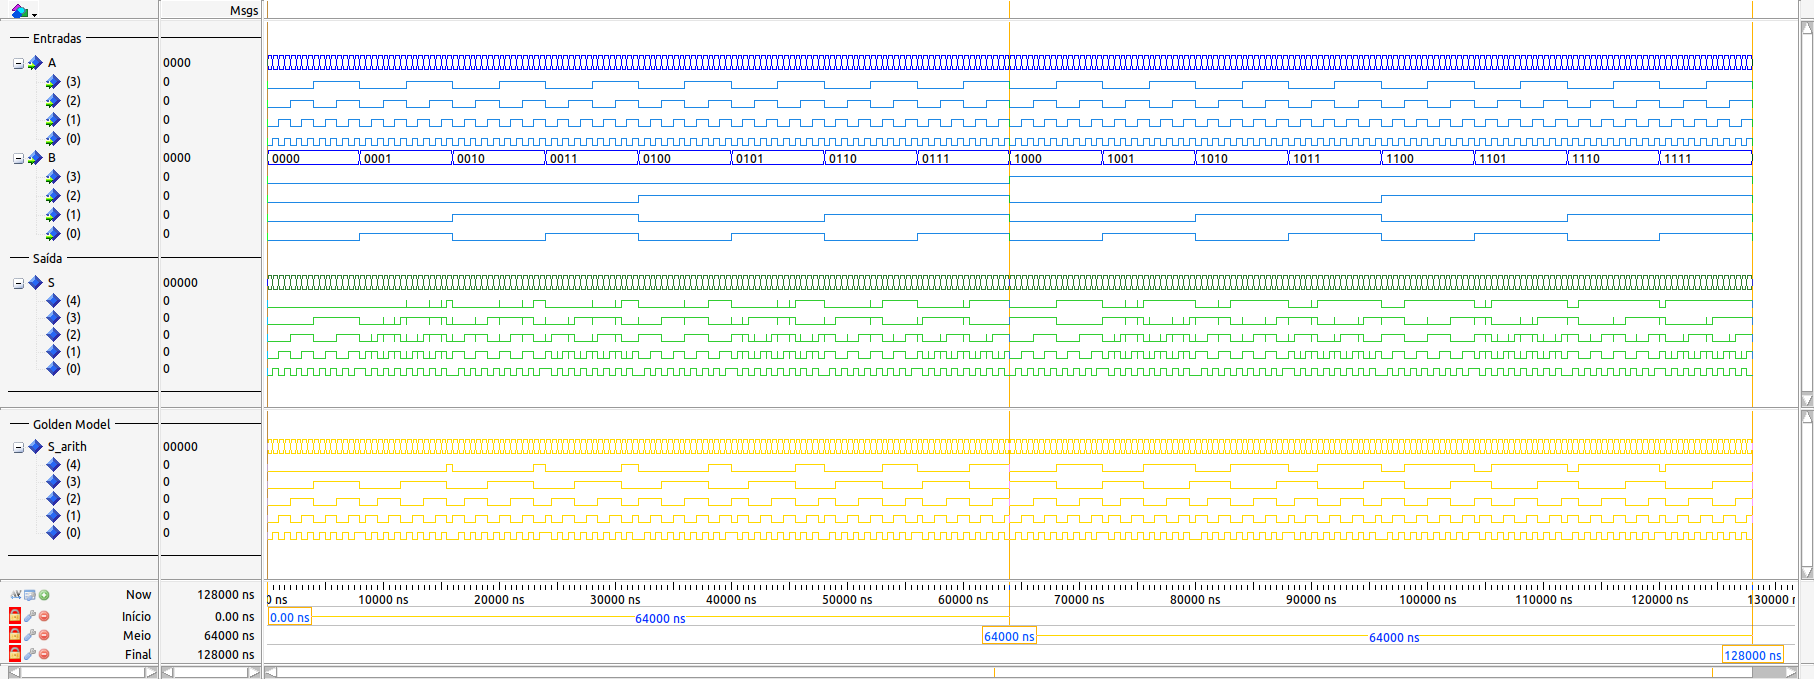 Msgs
Entradas
A 0000
(3) 0
(2) 0
(1) 0
(0) 0
B 0000 0000 0001 0010 0011 0100 0101 0110 0111 1000 1001 1010 1011 1100 1101 1110 1111
(3) 0
(2) 0
(1) 0
(0) 0
Saída
S 00000
(4) 0
(3) 0
(2) 0
(1) 0
(0) 0
Golden Model
S_arith 00000
(4) 0
(3) 0
(2) 0
(1) 0
(0) 0
Now 128000 ns 0 ns 10000 ns 20000 ns 30000 ns 40000 ns 50000 ns 60000 ns 70000 ns 80000 ns 90000 ns 100000 ns 110000 ns 120000 ns 130000 r
Início 0.00 ns 0.00 ns 64000 ns
Meio 64000 ns 64000 ns 64000 ns
Final 128000 ns 128000 ns